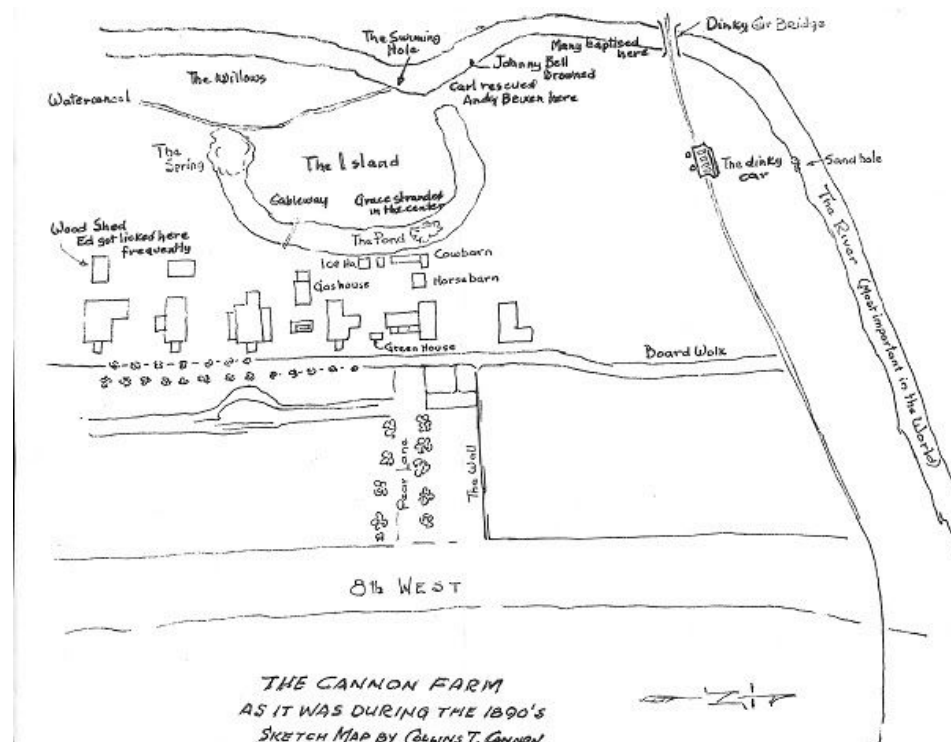 Dinky Car Bridge
The Swimming
Hole
Many baptised
here
Johnny Bell
Drowned
The Willows
Carl rescued
Andy Beuen here
Watercancel
The
Spring
The Island
The dinky
car
Sand hole
Cableway
Grace stranded
in the center
The River (Most important in the World)
Wood Shed
Ed got licked here
frequently
The Pond
Ice Ho.
Cowbarn
Gashouse
Horsebarn
Green House
Board Walk
Pear Lane
The Wall
8th WEST
THE CANNON FARM
AS IT WAS DURING THE 1890's
SKETCH MAP BY COLLINS T. CANNON
N